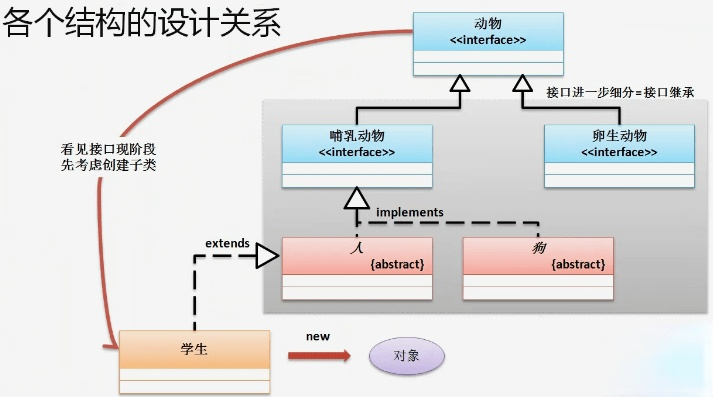 各个结构的设计关系
动物
<<interface>>
接口进一步细分=接口继承
看见接口现阶段
先考虑创建子类
哺乳动物
<<interface>>
卵生动物
<<interface>>
implements
extends
人
{abstract}
狗
{abstract}
学生
new
对象